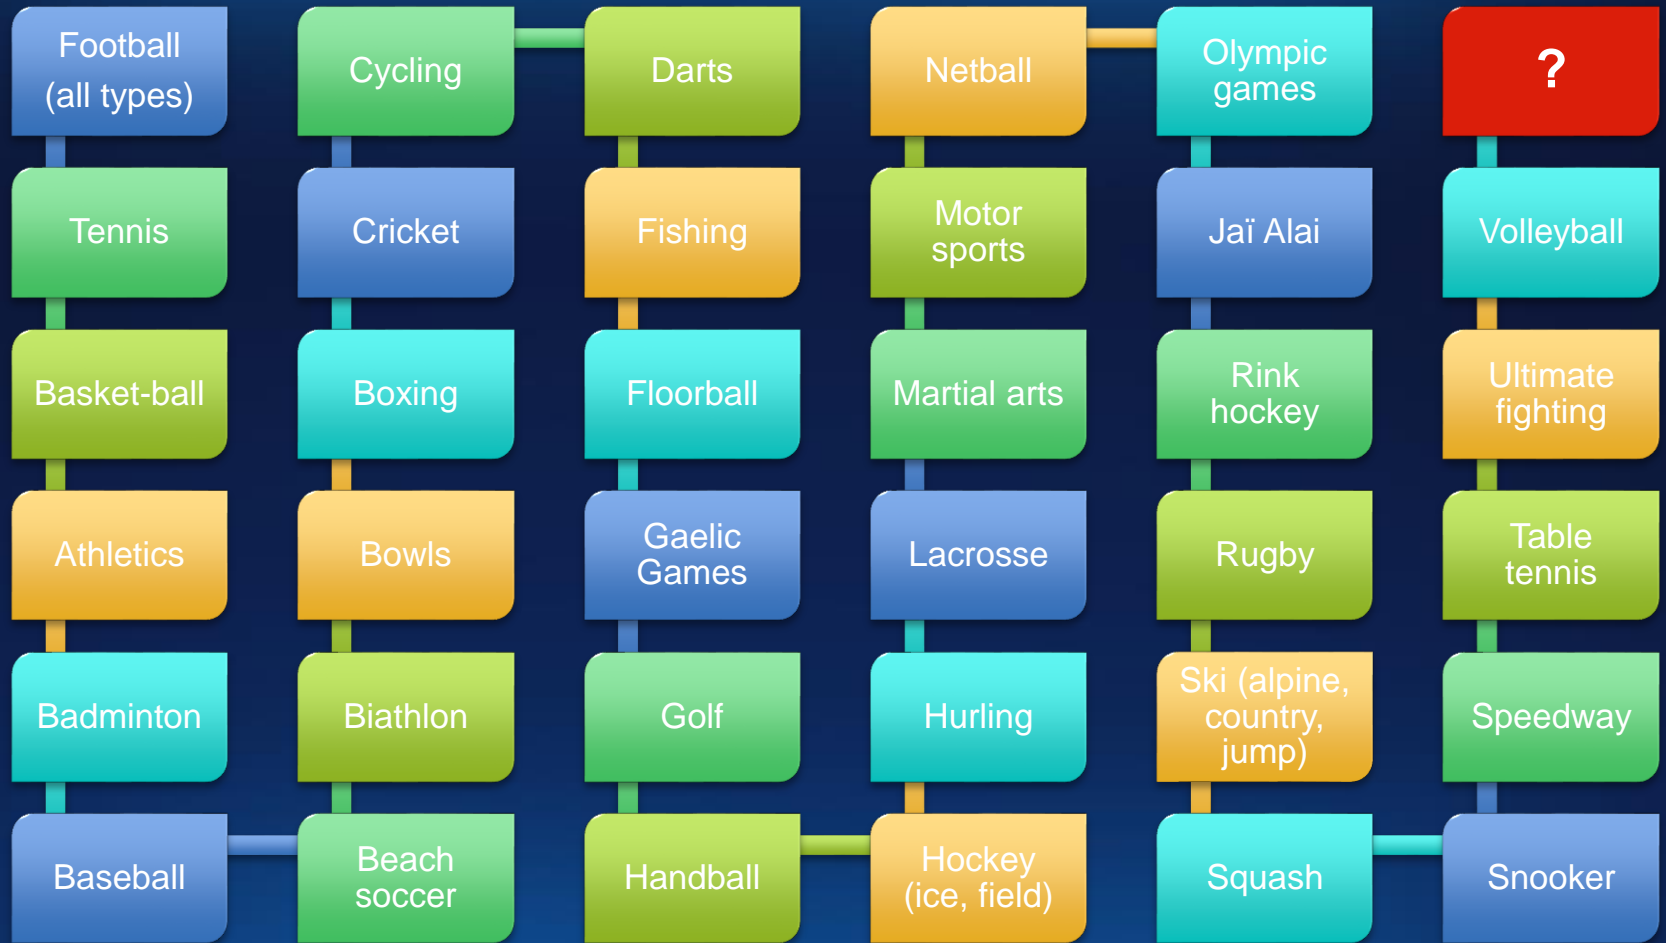 Football
(all types)
Cycling
Darts
Netball
Olympic
games
?
Tennis
Cricket
Fishing
Motor
sports
Jaï Alai
Volleyball
Basket-ball
Boxing
Floorball
Martial arts
Rink
hockey
Ultimate
fighting
Athletics
Bowls
Gaelic
Games
Lacrosse
Rugby
Table
tennis
Badminton
Biathlon
Golf
Hurling
Ski (alpine,
country,
jump)
Speedway
Baseball
Beach
soccer
Handball
Hockey
(ice, field)
Squash
Snooker